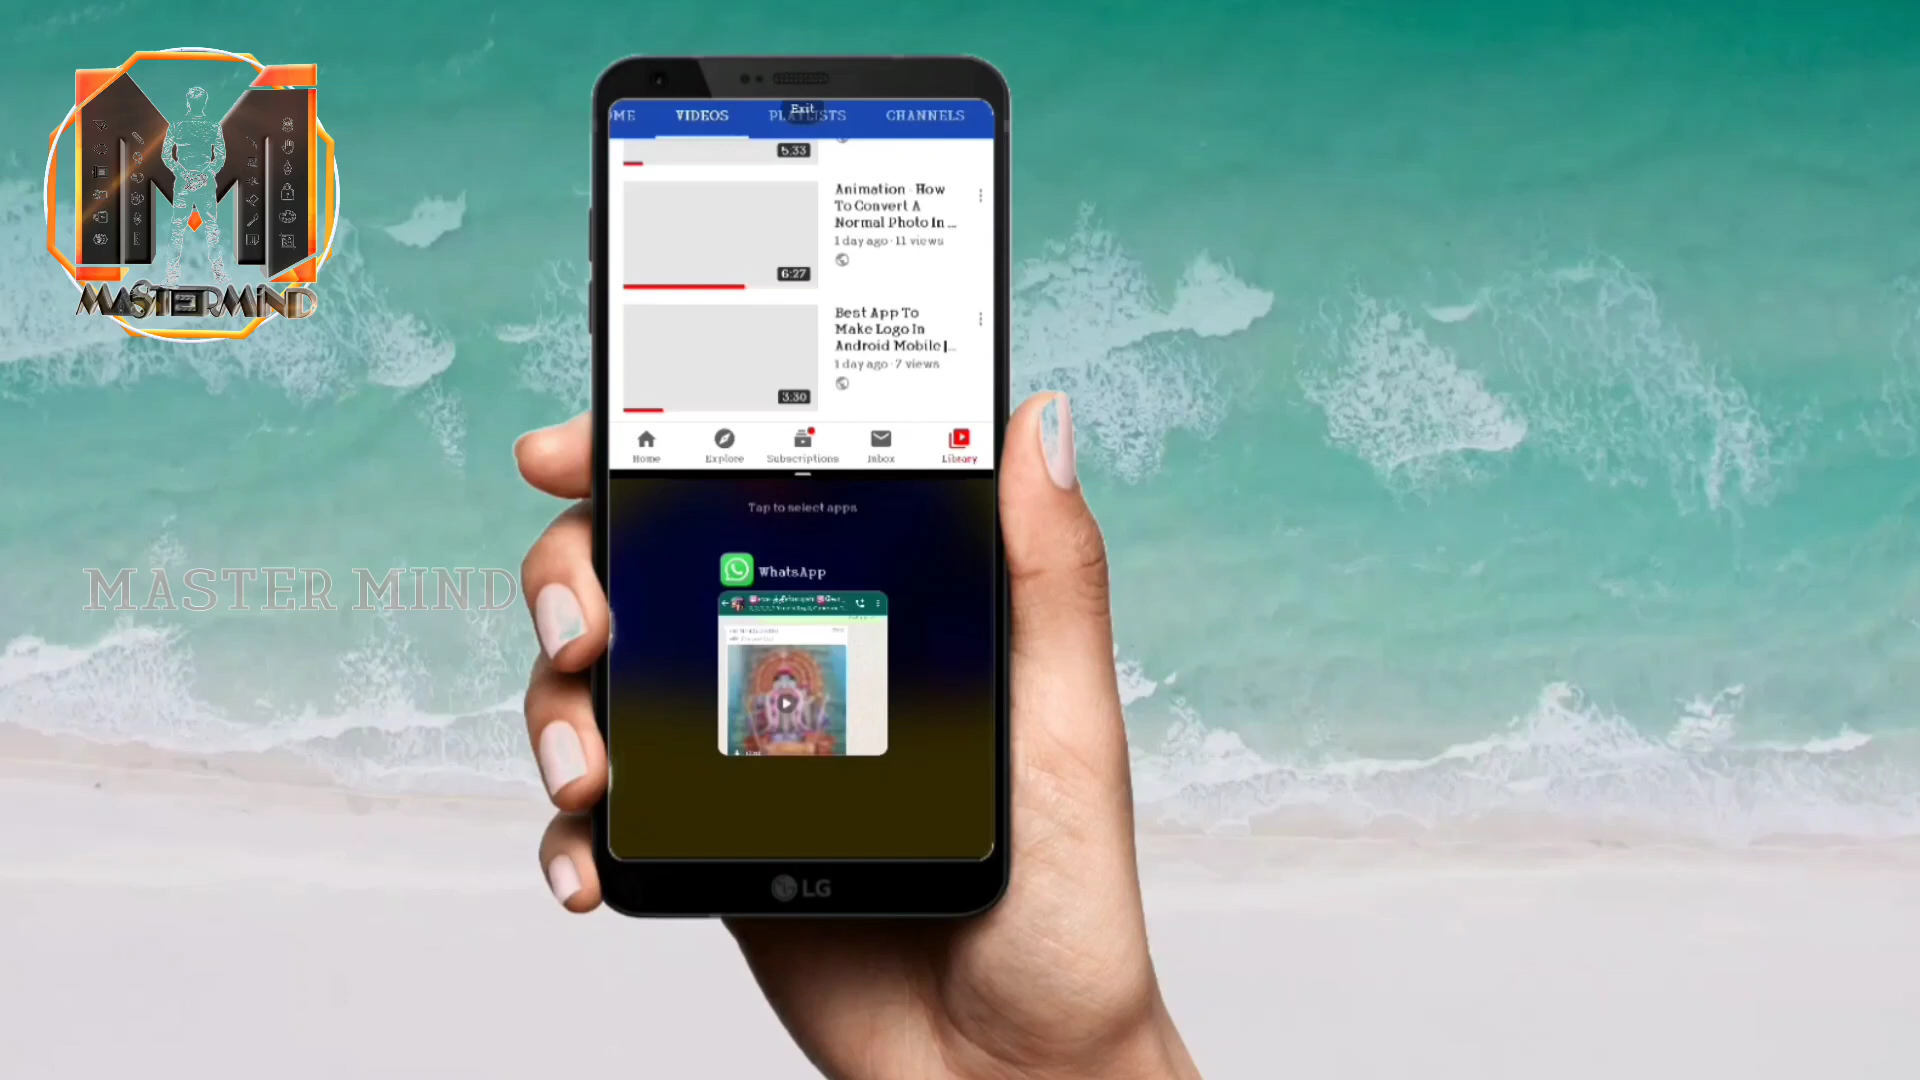 MASTERMIND
MASTER MIND
OME
VIDEOS
Exit
PLAYLISTS
CHANNELS
5:33
Animation - How
To Convert A
Normal Photo In ...
1 day ago · 11 views
6:27
Best App To
Make Logo In
Android Mobile |...
1 day ago · 7 views
3:30
Home
Explore
Subscriptions
Inbox
Library
Tap to select apps
WhatsApp
LG